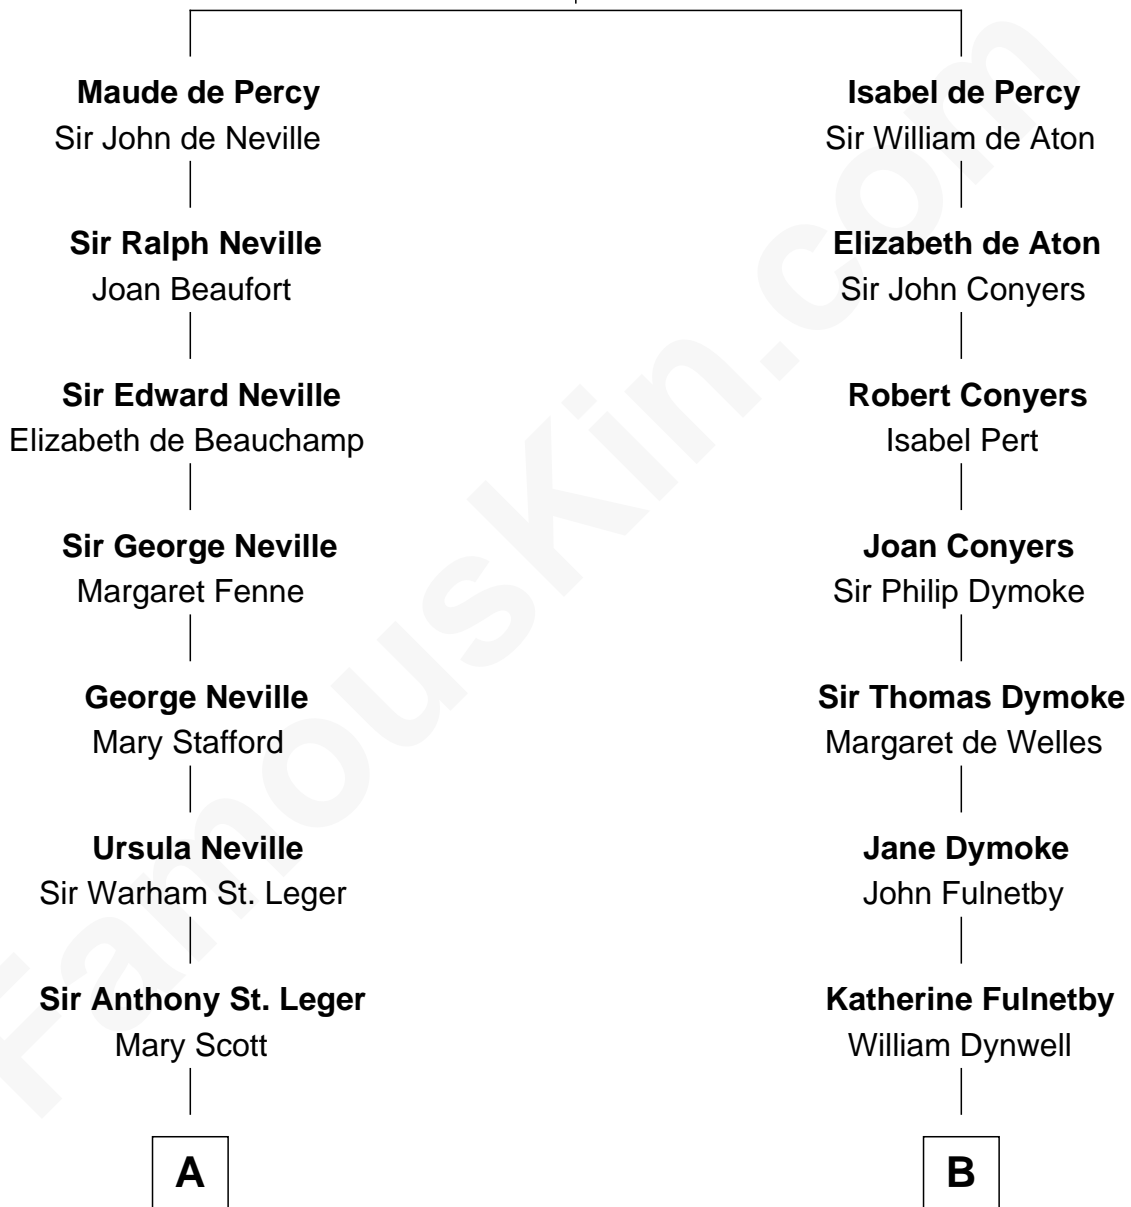 Maude de Percy
Sir John de Neville
Sir Ralph Neville
Joan Beaufort
Sir Edward Neville
Elizabeth de Beauchamp
Sir George Neville
Margaret Fenne
George Neville
Mary Stafford
Ursula Neville
Sir Warham St. Leger
Sir Anthony St. Leger
Mary Scott
A
Isabel de Percy
Sir William de Aton
Elizabeth de Aton
Sir John Conyers
Robert Conyers
Isabel Pert
Joan Conyers
Sir Philip Dymoke
Sir Thomas Dymoke
Margaret de Welles
Jane Dymoke
John Fulnetby
Katherine Fulnetby
William Dynwell
B
FamousKin.com